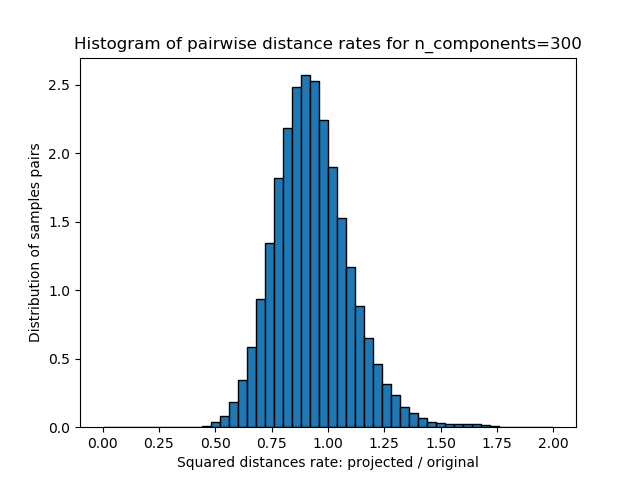 Histogram of pairwise distance rates for n_components=300
Distribution of samples pairs
2.5
2.0
1.5
1.0
0.5
0.0
0.00 0.25 0.50 0.75 1.00 1.25 1.50 1.75 2.00
Squared distances rate: projected / original